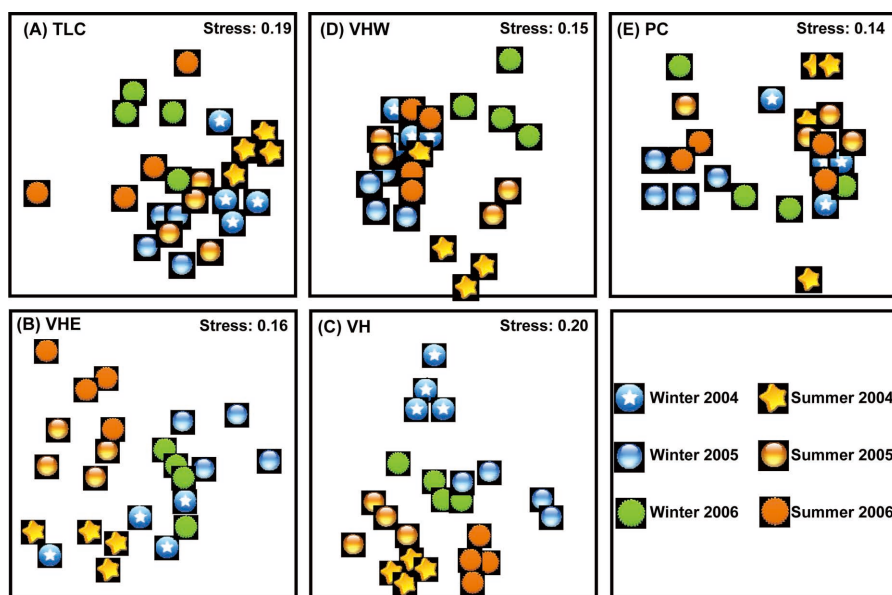 (A) TLC Stress: 0.19
(D) VHW Stress: 0.15
(E) PC Stress: 0.14
(B) VHE Stress: 0.16
(C) VH Stress: 0.20
Winter 2004 Summer 2004
Winter 2005 Summer 2005
Winter 2006 Summer 2006